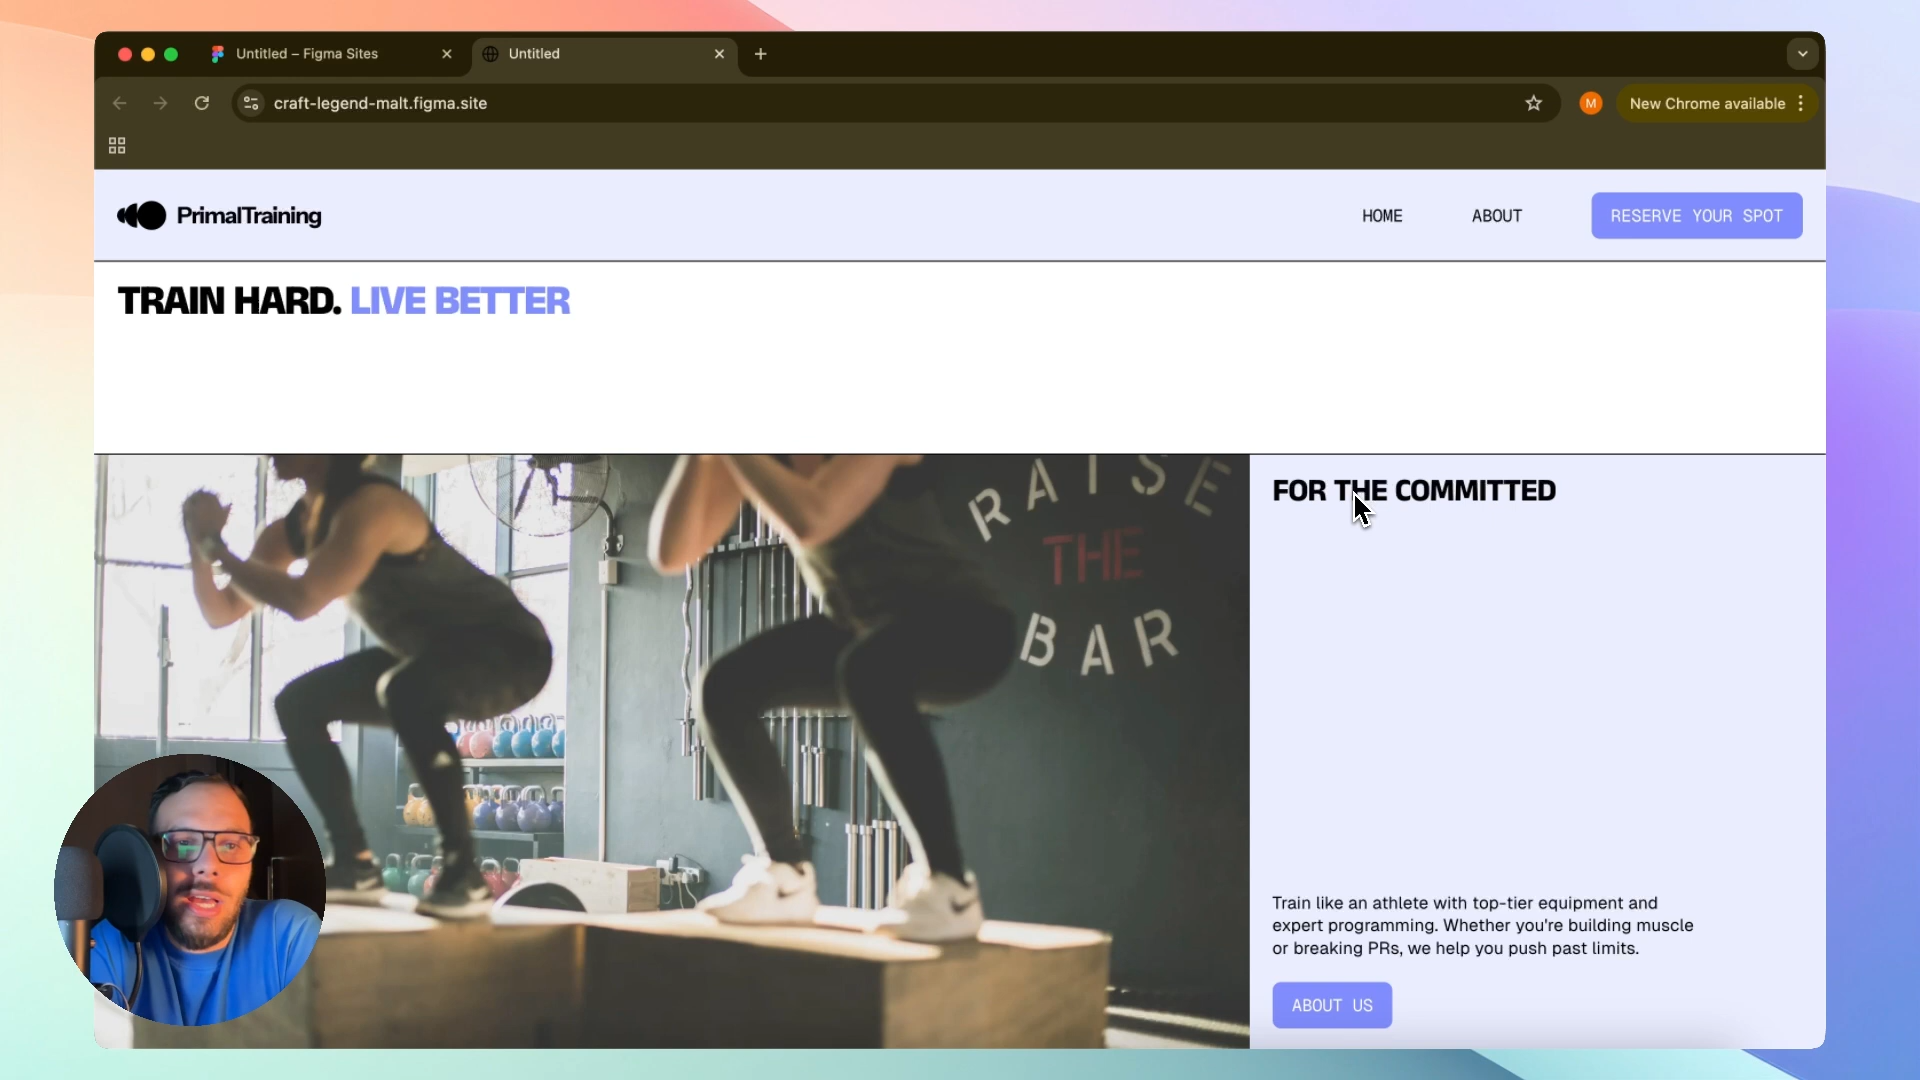 Untitled – Figma Sites
Untitled
craft-legend-malt.figma.site
M
New Chrome available
PrimalTraining
HOME
ABOUT
RESERVE YOUR SPOT
TRAIN HARD. LIVE BETTER
RAISE
THE
BAR
FOR THE COMMITTED
Train like an athlete with top-tier equipment and
expert programming. Whether you're building muscle
or breaking PRs, we help you push past limits.
ABOUT US